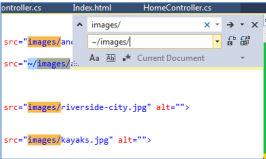 ontroller.cs Index.html HomeController.cs
images/
src="images/
~/images/
src="~/images/
Aa Ab| .* Current Document
src="images/riverside-city.jpg" alt="">
src="images/kayaks.jpg" alt="">